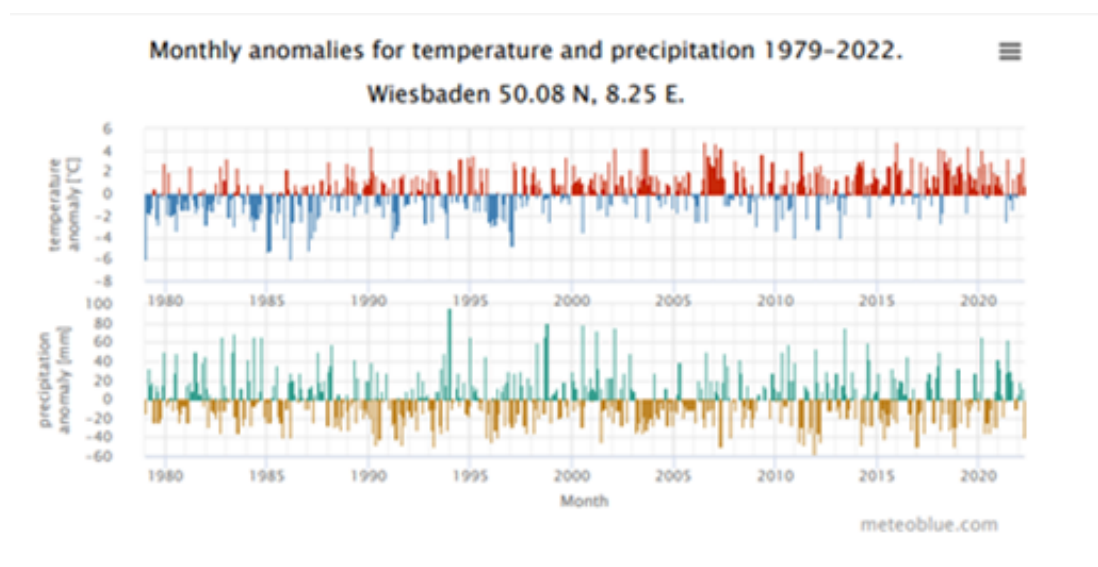 Monthly anomalies for temperature and precipitation 1979–2022.
Wiesbaden 50.08 N, 8.25 E.
temperature
anomaly [°C]
6
4
2
0
-2
-4
-6
-8
1980 1985 1990 1995 2000 2005 2010 2015 2020
precipitation
anomaly [mm]
100
80
60
40
20
0
-20
-40
-60
1980 1985 1990 1995 2000 2005 2010 2015 2020
Month
meteoblue.com